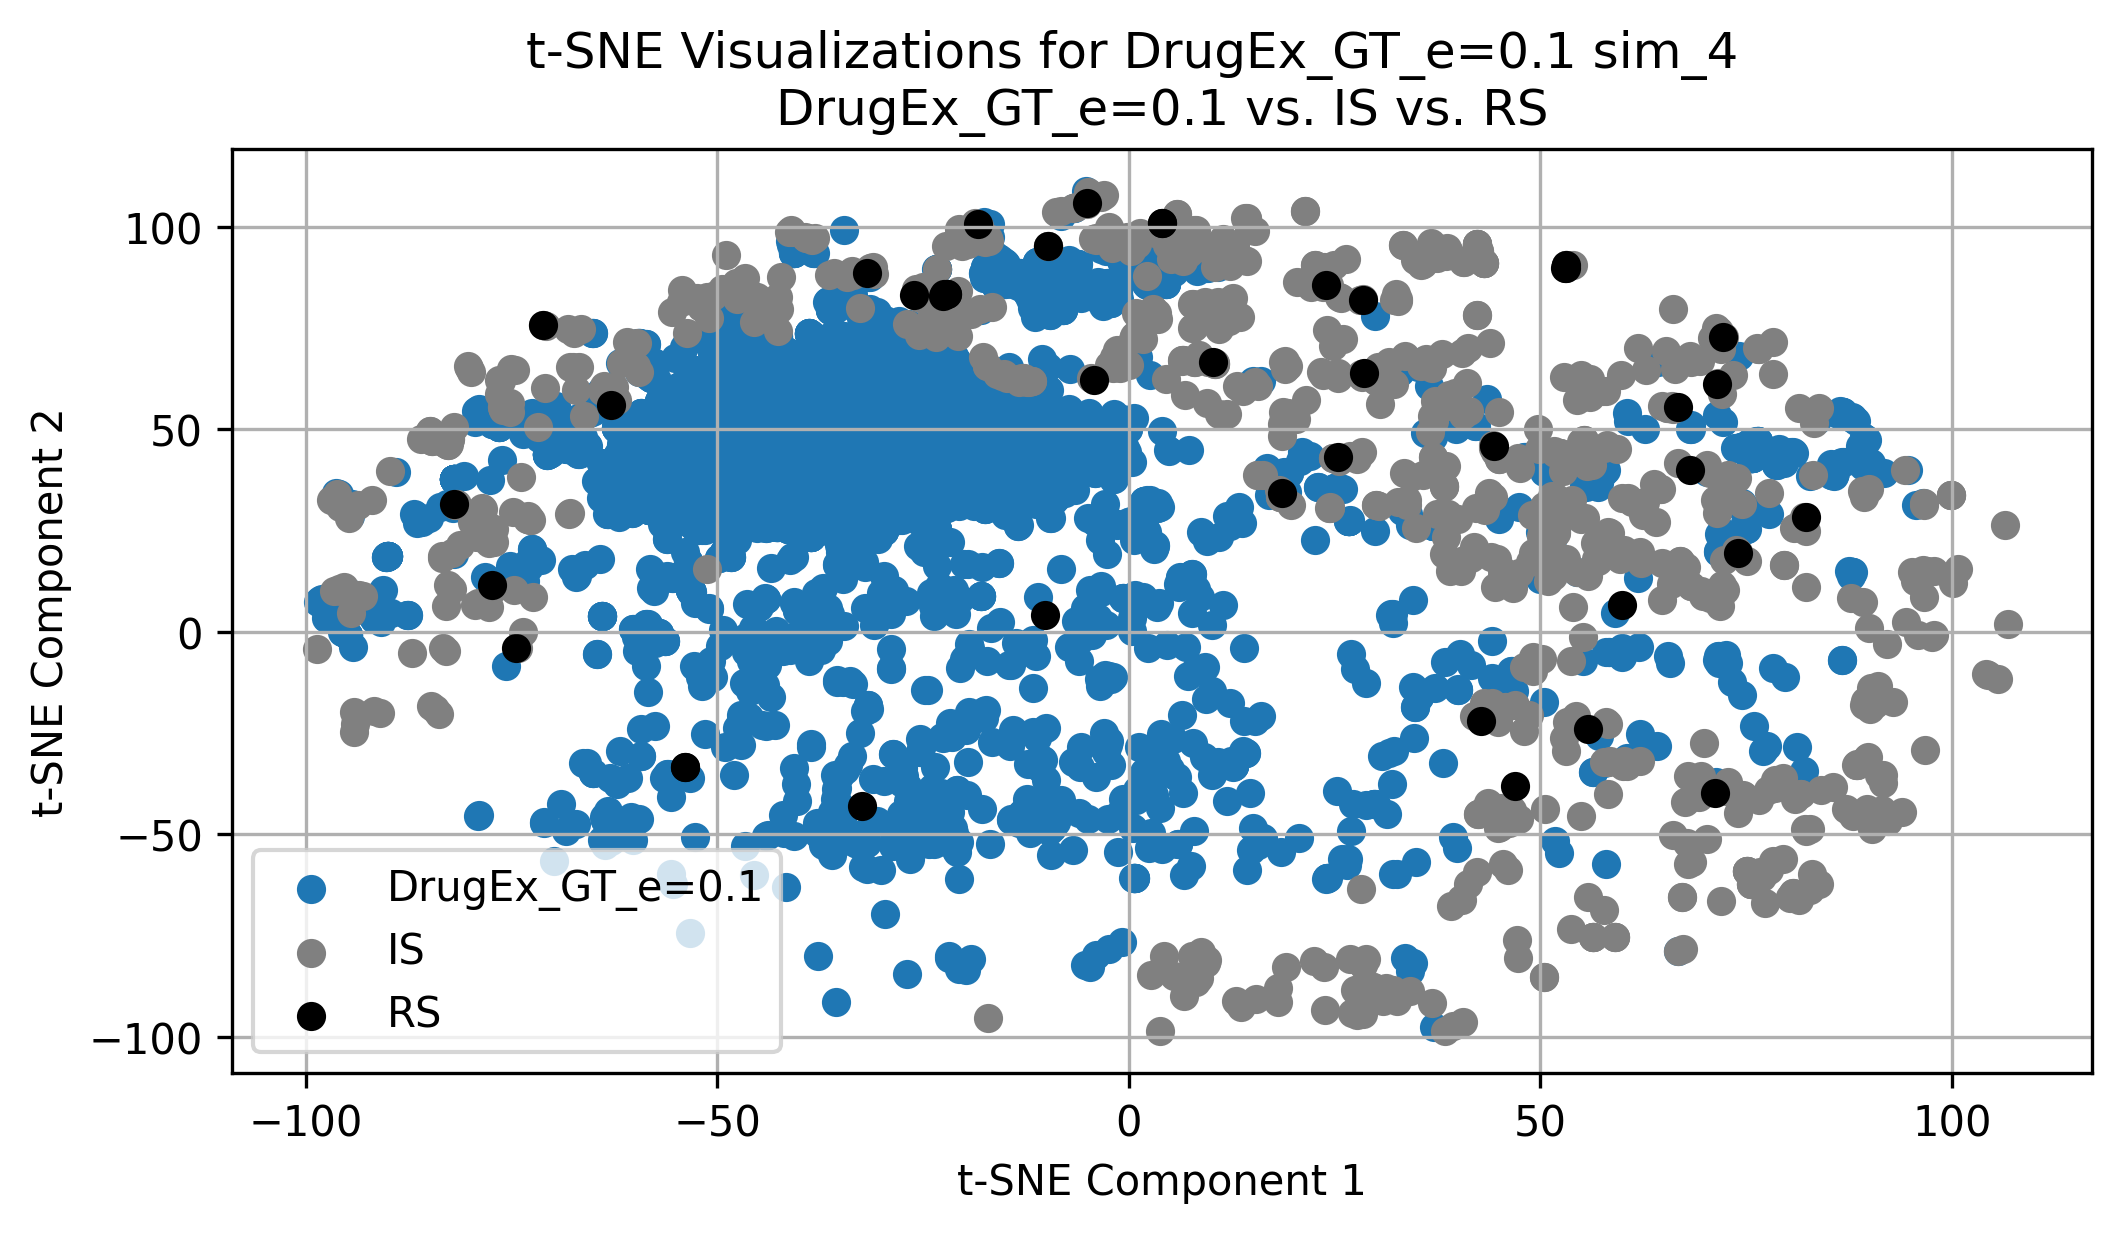 t-SNE Visualizations for DrugEx_GT_e=0.1 sim_4
DrugEx_GT_e=0.1 vs. IS vs. RS
t-SNE Component 2
100
50
0
−50
−100
DrugEx_GT_e=0.1
IS
RS
−100
−50
0
50
100
t-SNE Component 1